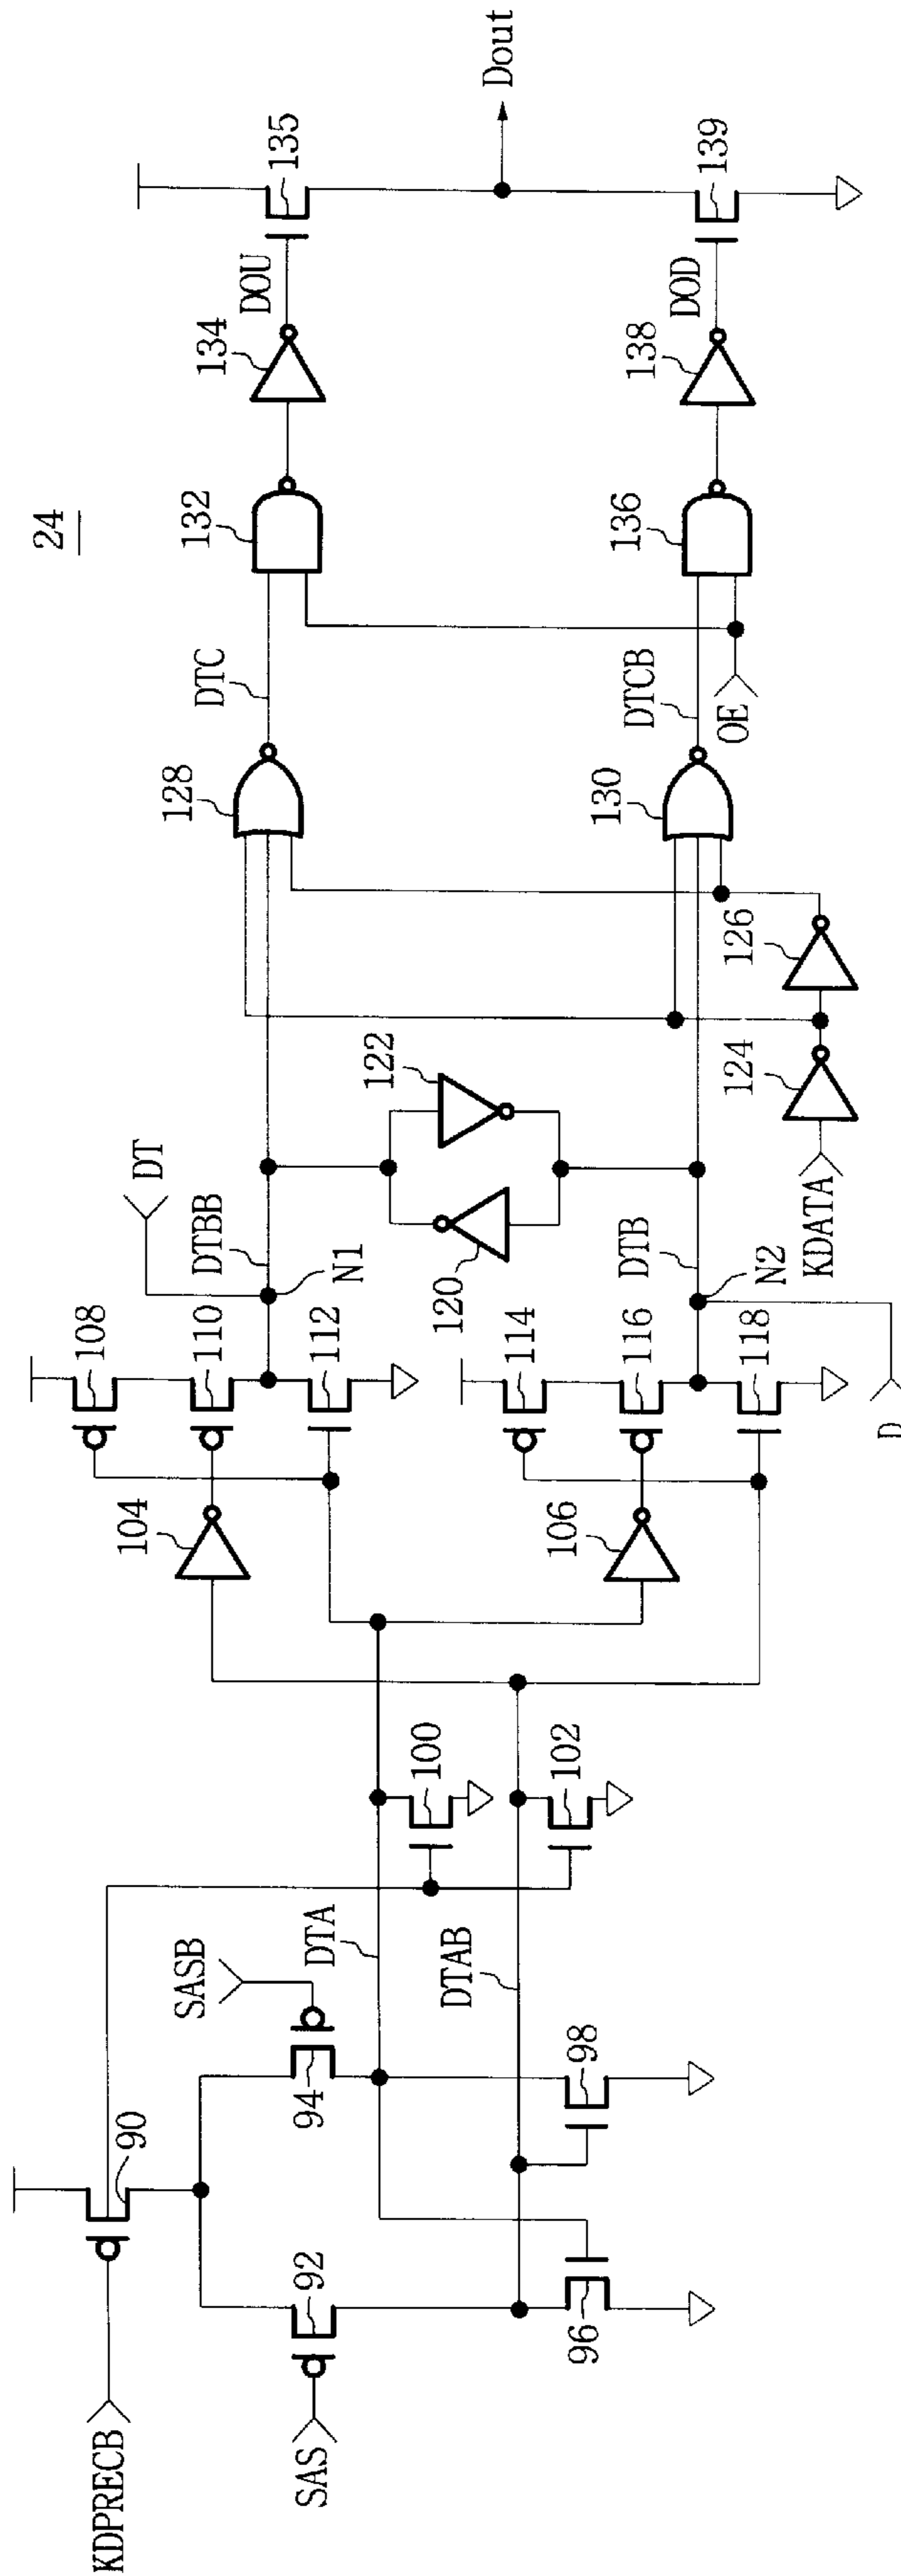 24
KDPRECB
90
SAS
92
94
SASB
96
98
DTA
DTAB
100
102
104
106
108
110
112
114
116
118
DTBB
N1
DT
DTB
N2
D
120
122
KDATA
124
126
128
130
DTC
DTCB
OE
132
136
134
138
DOU
DOD
135
139
Dout